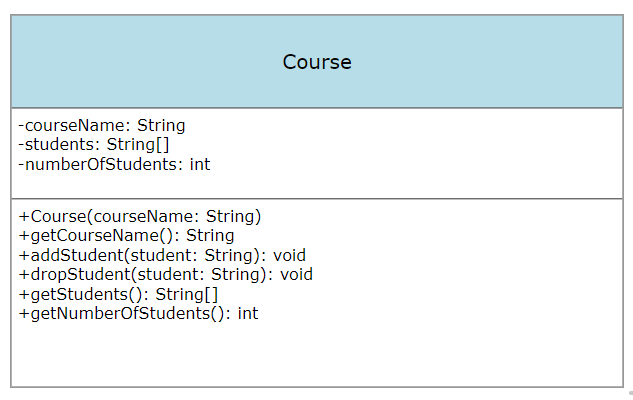 Course
-courseName: String
-students: String[]
-numberOfStudents: int
+Course(courseName: String)
+getCourseName(): String
+addStudent(student: String): void
+dropStudent(student: String): void
+getStudents(): String[]
+getNumberOfStudents(): int